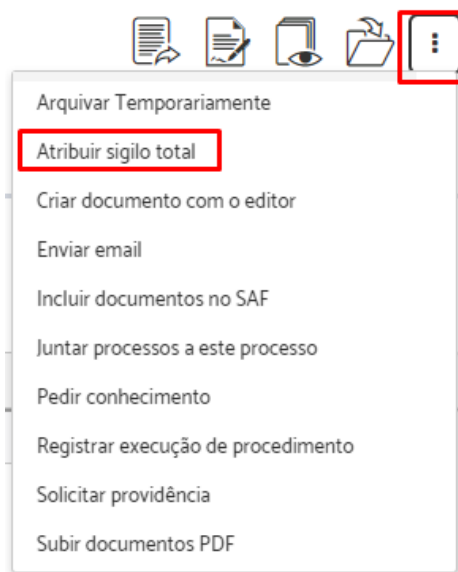 Arquivar Temporariamente
Atribuir sigilo total
Criar documento com o editor
Enviar email
Incluir documentos no SAF
Juntar processos a este processo
Pedir conhecimento
Registrar execução de procedimento
Solicitar providência
Subir documentos PDF